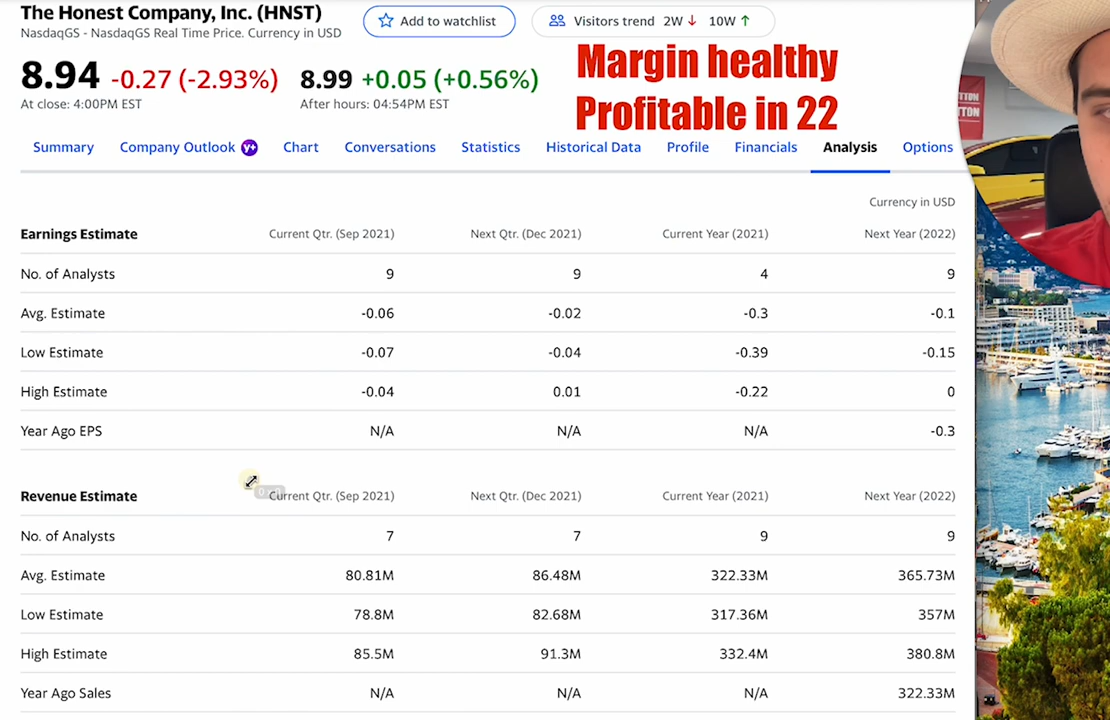 The Honest Company, Inc. (HNST)
NasdaqGS - NasdaqGS Real Time Price. Currency in USD
Add to watchlist
Visitors trend 2W ↓ 10W ↑
8.94 -0.27 (-2.93%) 8.99 +0.05 (+0.56%)
At close: 4:00PM EST After hours: 04:54PM EST
Margin healthy
Profitable in 22
Summary Company Outlook Y+ Chart Conversations Statistics Historical Data Profile Financials Analysis Options
Currency in USD
Earnings Estimate Current Qtr. (Sep 2021) Next Qtr. (Dec 2021) Current Year (2021) Next Year (2022)
No. of Analysts 9 9 4 9
Avg. Estimate -0.06 -0.02 -0.3 -0.1
Low Estimate -0.07 -0.04 -0.39 -0.15
High Estimate -0.04 0.01 -0.22 0
Year Ago EPS N/A N/A N/A -0.3
Revenue Estimate Current Qtr. (Sep 2021) Next Qtr. (Dec 2021) Current Year (2021) Next Year (2022)
No. of Analysts 7 7 9 9
Avg. Estimate 80.81M 86.48M 322.33M 365.73M
Low Estimate 78.8M 82.68M 317.36M 357M
High Estimate 85.5M 91.3M 332.4M 380.8M
Year Ago Sales N/A N/A N/A 322.33M